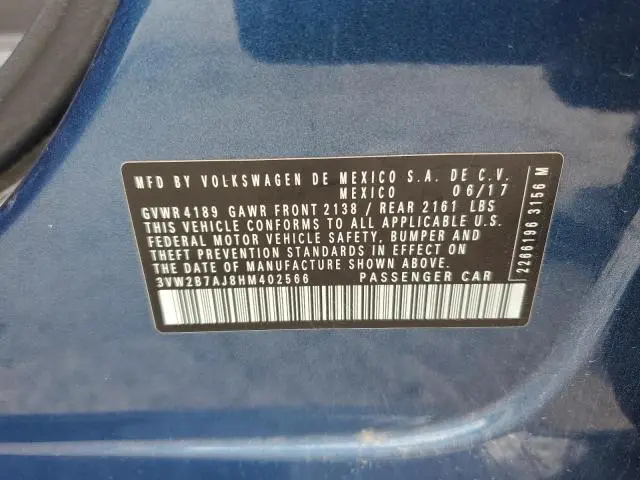 MFD BY VOLKSWAGEN DE MEXICO S.A. DE C.V.
MEXICO 06/17
GVWR 4189 GAWR FRONT 2138 / REAR 2161 LBS
THIS VEHICLE CONFORMS TO ALL APPLICABLE U.S.
FEDERAL MOTOR VEHICLE SAFETY, BUMPER AND
THEFT PREVENTION STANDARDS IN EFFECT ON
THE DATE OF MANUFACTURE SHOWN ABOVE.
3VW2B7AJ8HM402566 PASSENGER CAR
2266196 3156 M